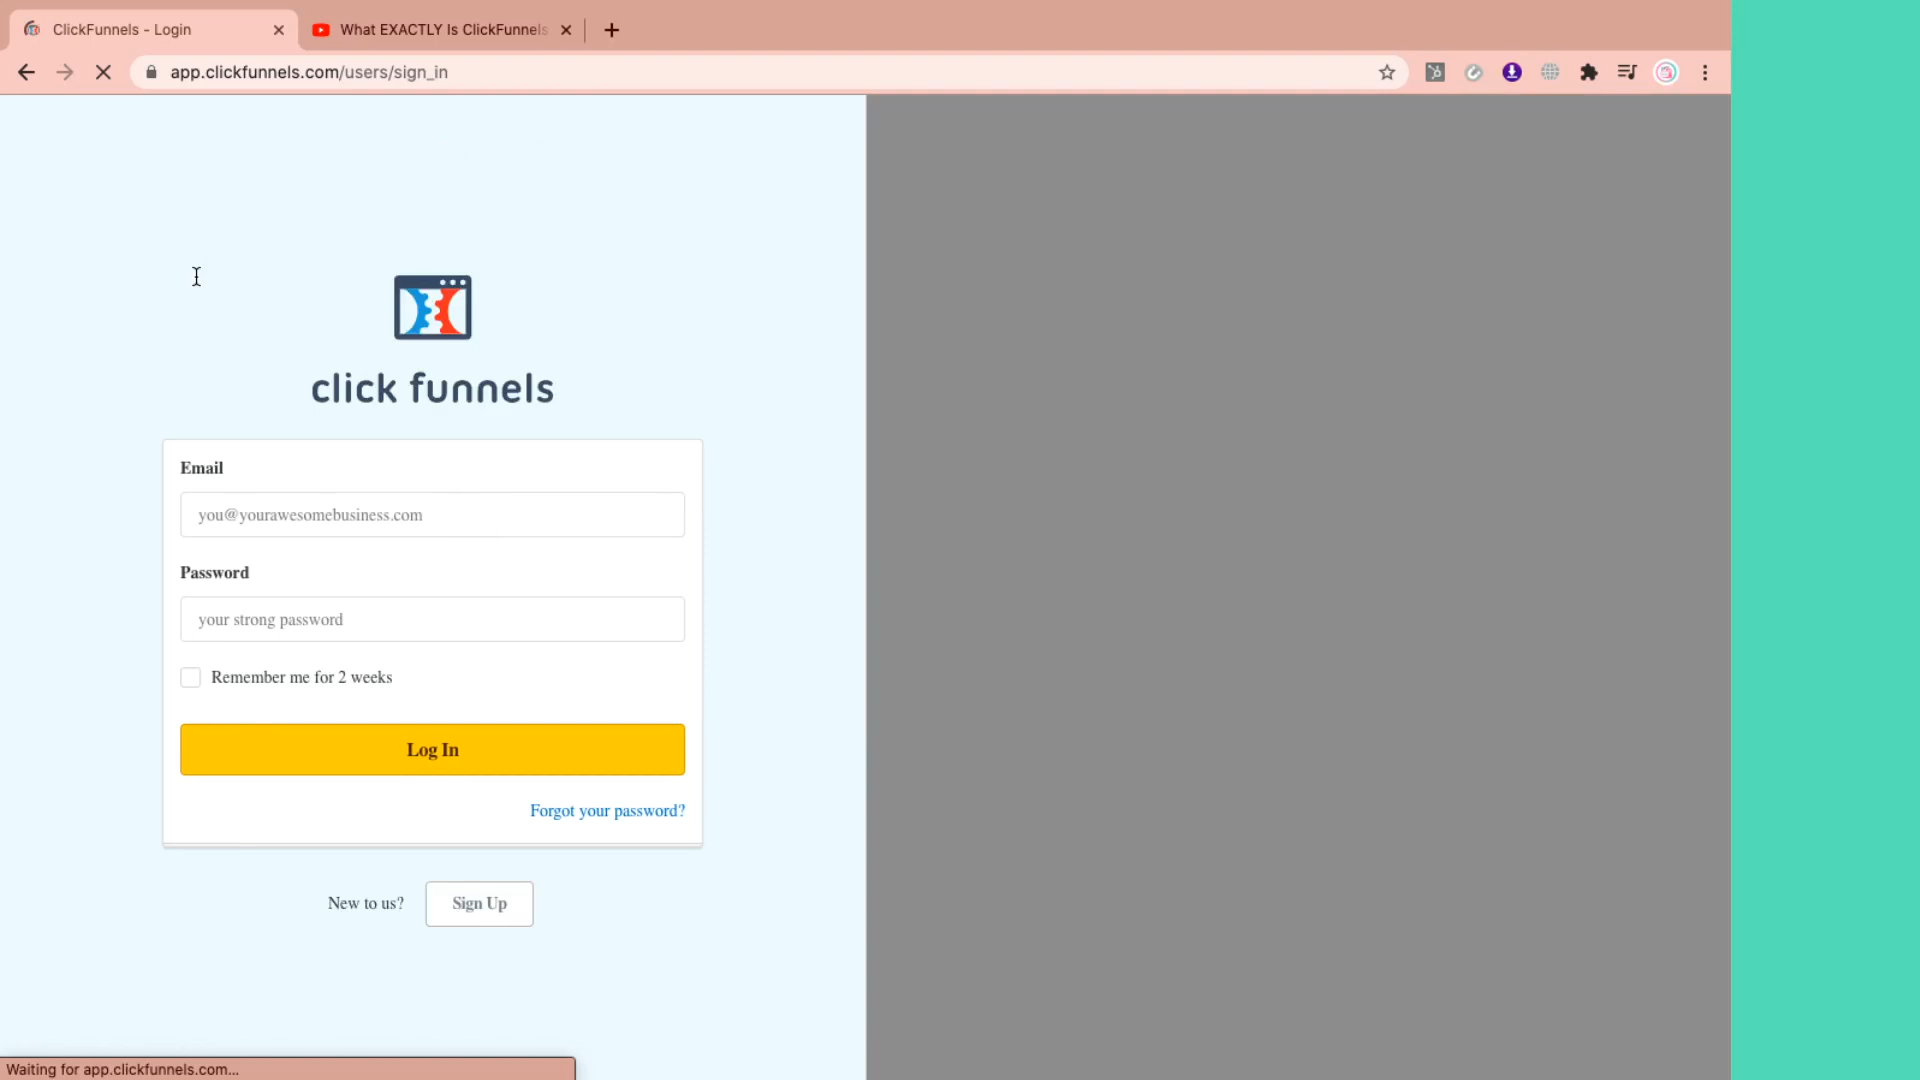 ClickFunnels - Login
What EXACTLY Is ClickFunnels
app.clickfunnels.com/users/sign_in
click funnels
Email
you@yourawesomebusiness.com
Password
your strong password
Remember me for 2 weeks
Log In
Forgot your password?
New to us?
Sign Up
Waiting for app.clickfunnels.com...